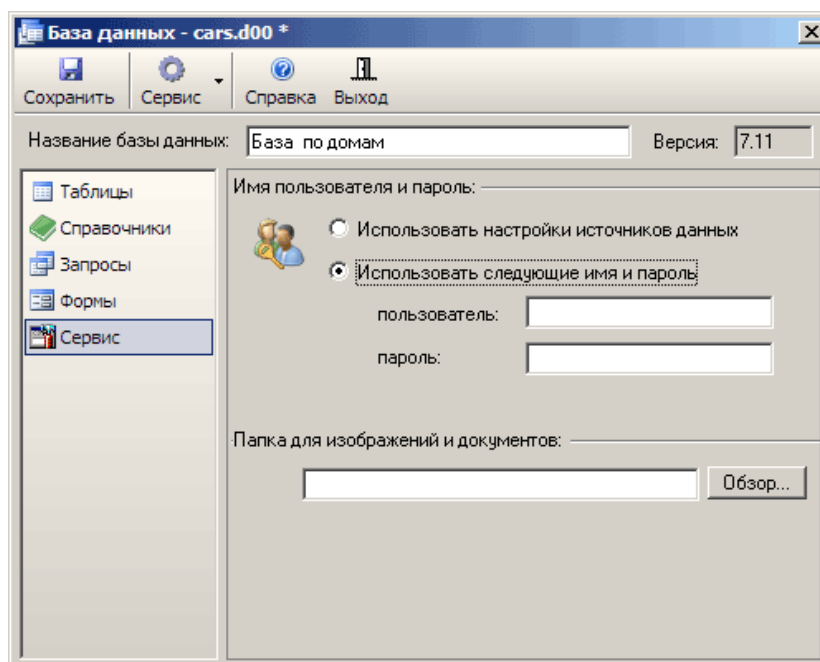 База данных - cars.d00 *
Сохранить Сервис Справка Выход
Название базы данных: База по домам Версия: 7.11
Таблицы
Справочники
Запросы
Формы
Сервис
Имя пользователя и пароль:
Использовать настройки источников данных
Использовать следующие имя и пароль
пользователь:
пароль:
Папка для изображений и документов:
Обзор...